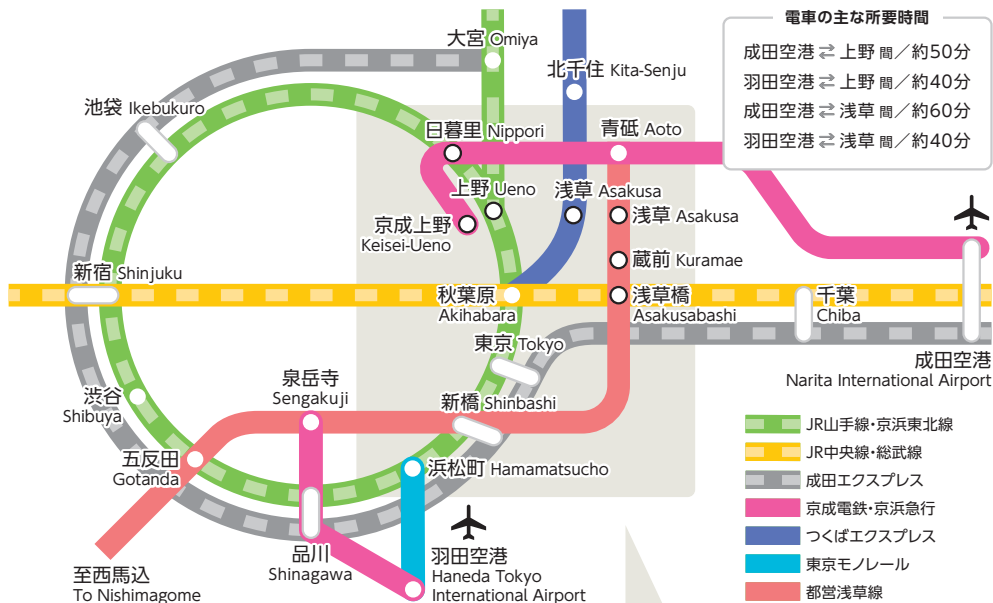 電車の主な所要時間
成田空港 ⇄ 上野 間／約50分
羽田空港 ⇄ 上野 間／約40分
成田空港 ⇄ 浅草 間／約60分
羽田空港 ⇄ 浅草 間／約40分
大宮 Omiya
北千住 Kita-Senju
池袋 Ikebukuro
日暮里 Nippori
青砥 Aoto
上野 Ueno
浅草 Asakusa
浅草 Asakusa
京成上野
Keisei-Ueno
蔵前 Kuramae
新宿 Shinjuku
秋葉原
Akihabara
浅草橋
Asakusabashi
千葉
Chiba
東京 Tokyo
成田空港
Narita International Airport
泉岳寺
Sengakuji
渋谷
Shibuya
新橋 Shinbashi
五反田
Gotanda
浜松町 Hamamatsucho
品川
Shinagawa
羽田空港
Haneda Tokyo
International Airport
至西馬込
To Nishimagome
JR山手線・京浜東北線
JR中央線・総武線
成田エクスプレス
京成電鉄・京浜急行
つくばエクスプレス
東京モノレール
都営浅草線